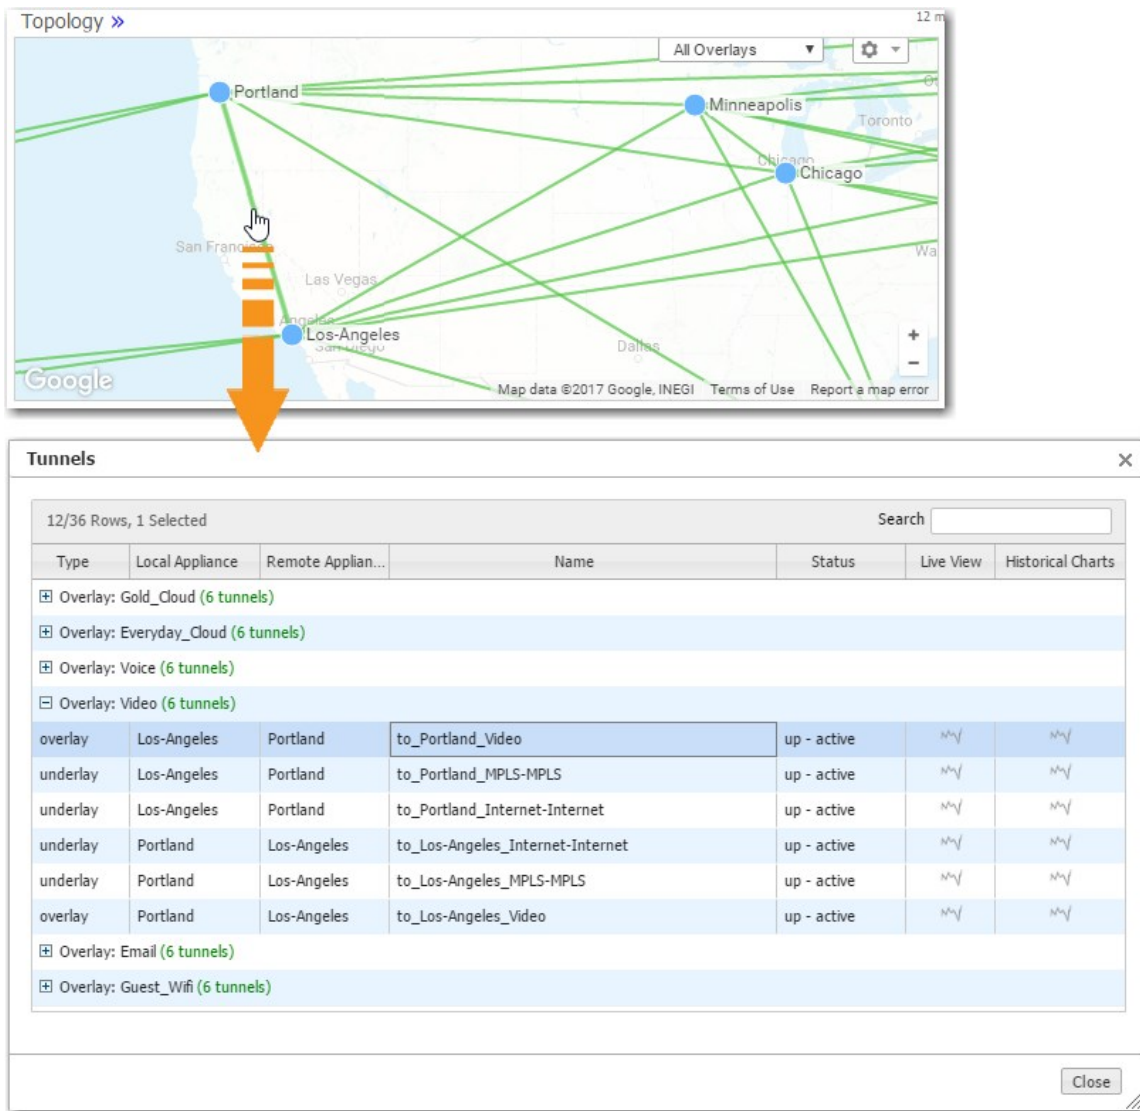 Topology »
12 m
All Overlays
Portland
Minneapolis
Toronto
Chicago
Chicago
San Francisco
Wa
Las Vegas
Angeles
Los-Angeles
San Diego
Dallas
+
−
Google
Map data ©2017 Google, INEGI Terms of Use Report a map error
Tunnels
12/36 Rows, 1 Selected Search
Type Local Appliance Remote Applian... Name Status Live View Historical Charts
Overlay: Gold_Cloud (6 tunnels)
Overlay: Everyday_Cloud (6 tunnels)
Overlay: Voice (6 tunnels)
Overlay: Video (6 tunnels)
overlay Los-Angeles Portland to_Portland_Video up - active
underlay Los-Angeles Portland to_Portland_MPLS-MPLS up - active
underlay Los-Angeles Portland to_Portland_Internet-Internet up - active
underlay Portland Los-Angeles to_Los-Angeles_Internet-Internet up - active
underlay Portland Los-Angeles to_Los-Angeles_MPLS-MPLS up - active
overlay Portland Los-Angeles to_Los-Angeles_Video up - active
Overlay: Email (6 tunnels)
Overlay: Guest_Wifi (6 tunnels)
Close